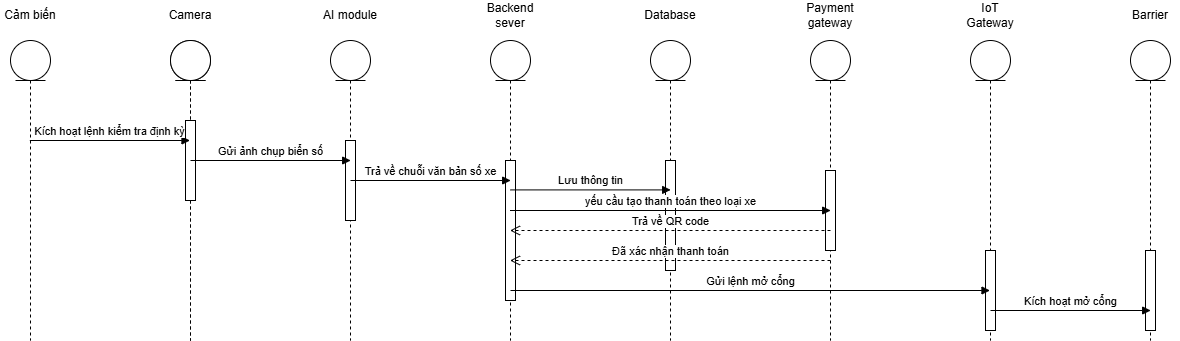 Cảm biến
Camera
AI module
Backend
sever
Database
Payment
gateway
IoT
Gateway
Barrier
Kích hoạt lệnh kiểm tra định kỳ
Gửi ảnh chụp biển số
Trả về chuỗi văn bản số xe
Lưu thông tin
yếu cầu tạo thanh toán theo loại xe
Trả về QR code
Đã xác nhận thanh toán
Gửi lệnh mở cổng
Kích hoạt mở cổng